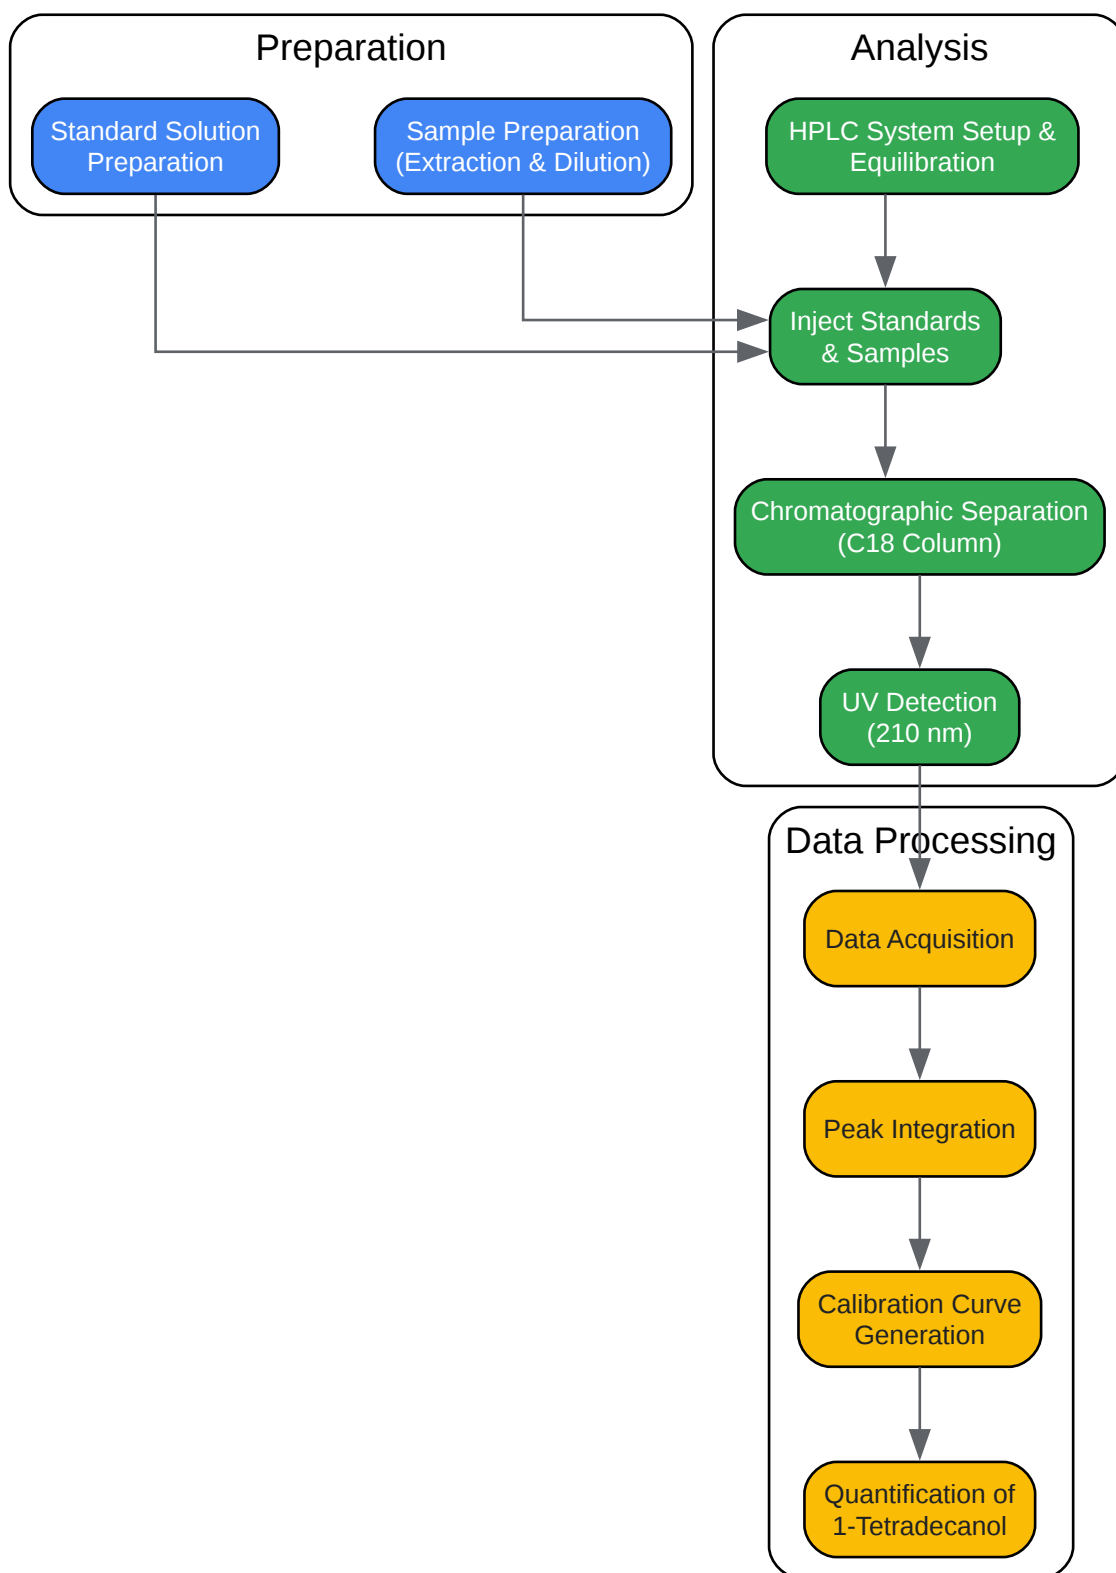 Preparation
Standard Solution
Preparation
Sample Preparation
(Extraction & Dilution)
Analysis
HPLC System Setup &
Equilibration
Inject Standards
& Samples
Chromatographic Separation
(C18 Column)
UV Detection
(210 nm)
Data Processing
Data Acquisition
Peak Integration
Calibration Curve
Generation
Quantification of
1-Tetradecanol